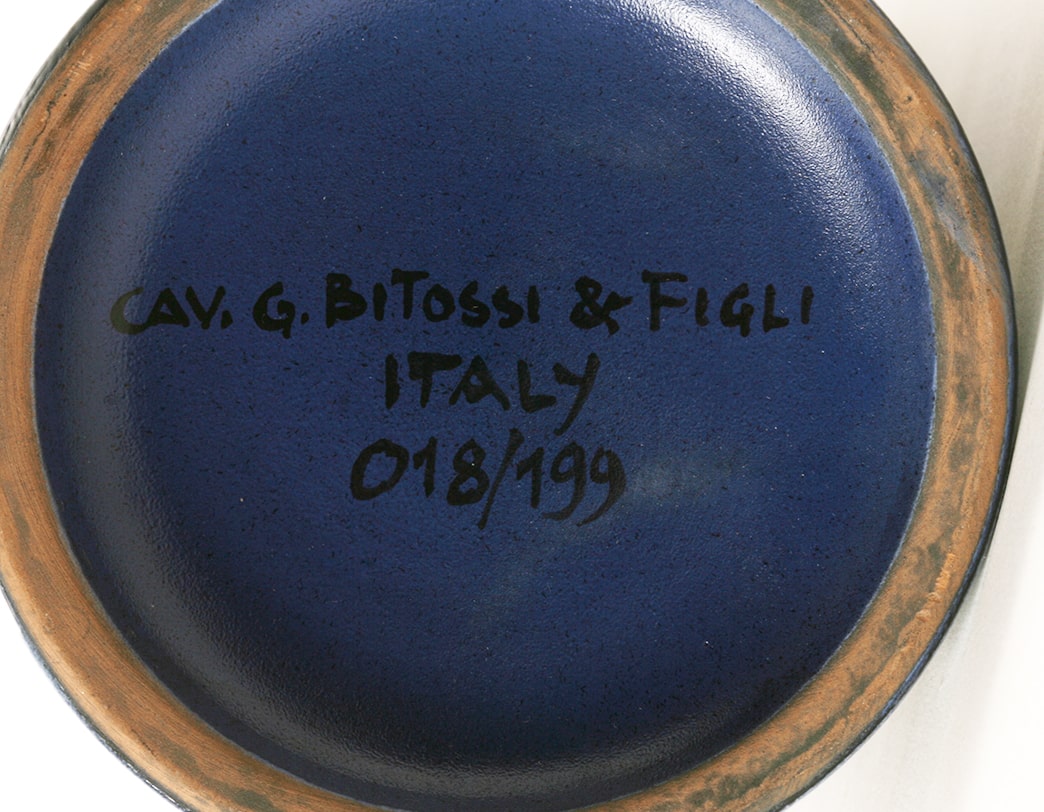 CAV. G. BITOSSI & FIGLI
ITALY
018/199